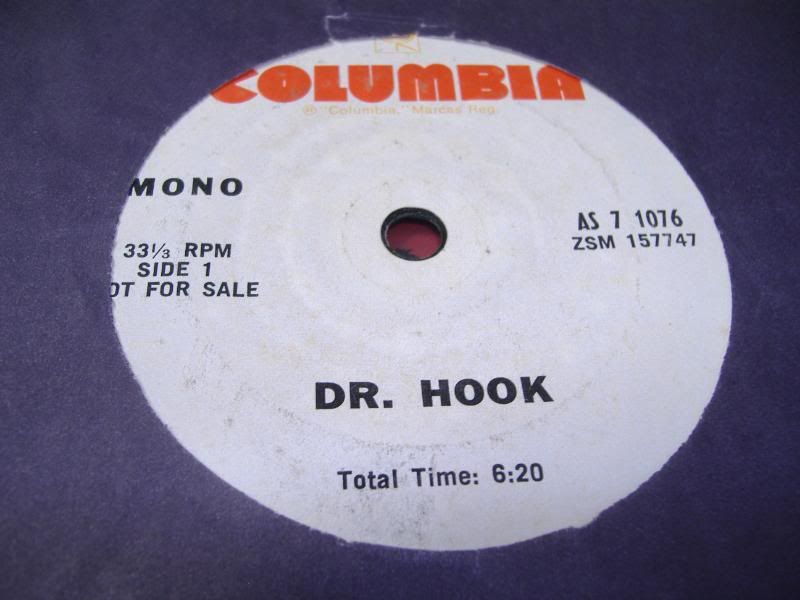 COLUMBIA
® "Columbia," Marcas Reg.
MONO
AS 7 1076
ZSM 157747
33⅓ RPM
SIDE 1
OT FOR SALE
DR. HOOK
Total Time: 6:20